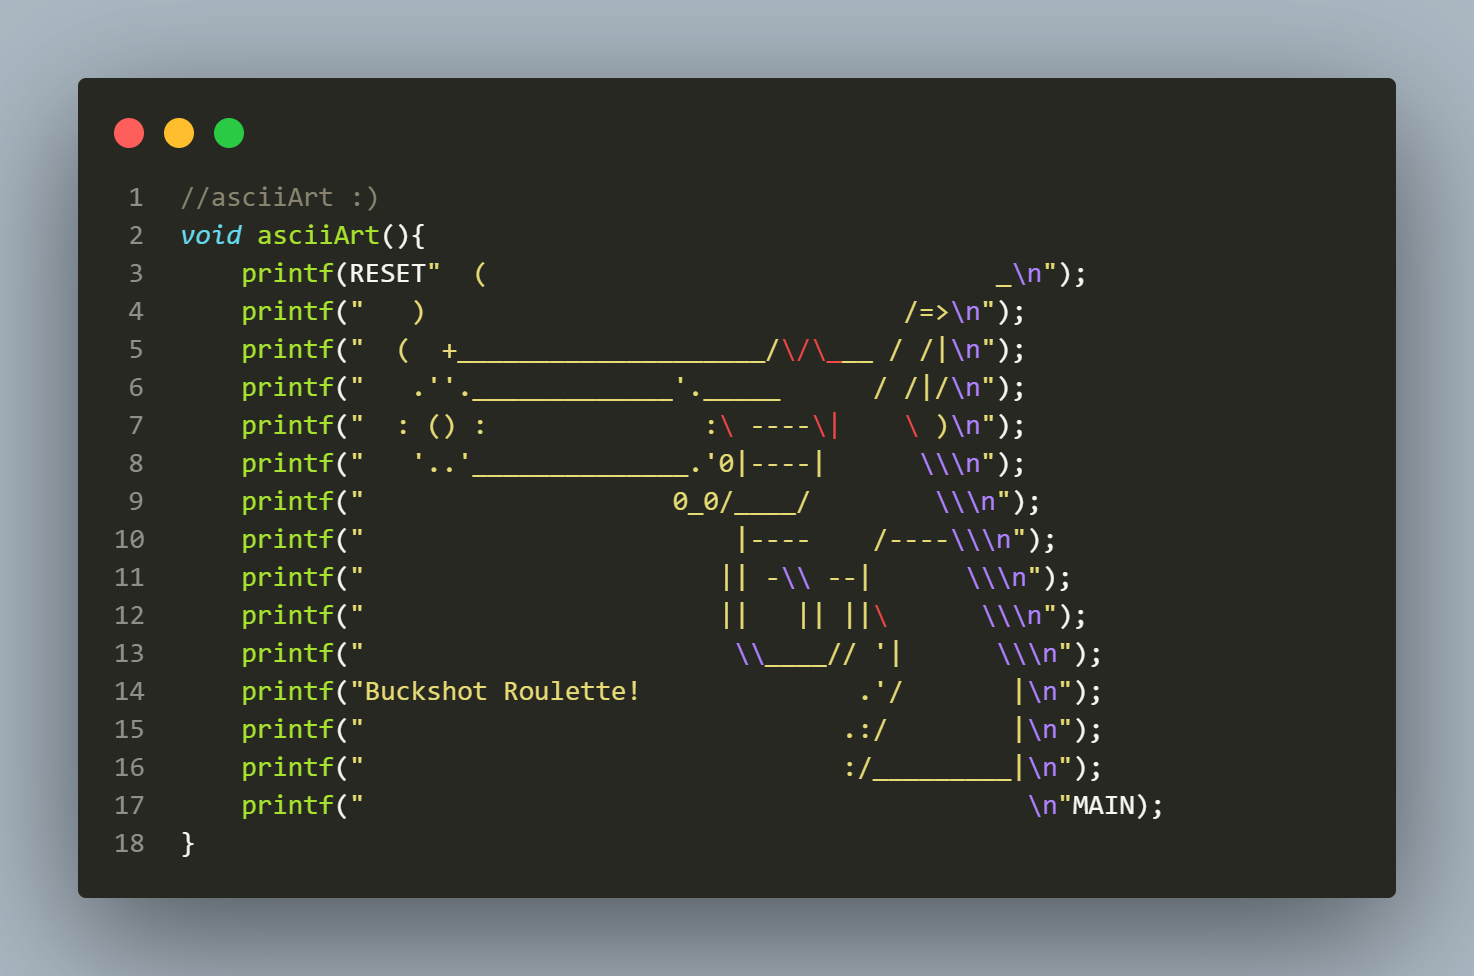 1  //asciiArt :)
2  void asciiArt(){
3      printf(RESET"  (                                 _\n");
4      printf("   )                               /=>\n");
5      printf("  (  +____________________/\/\___ / /|\n");
6      printf("   .''._____________'._____      / /|/\n");
7      printf("  : () :              :\ ----\|    \ )\n");
8      printf("   '..'______________.'0|----|      \\\n");
9      printf("                    0_0/____/        \\\n");
10      printf("                        |----    /----\\\n");
11      printf("                       || -\\ --|      \\\n");
12      printf("                       ||   || ||\      \\\n");
13      printf("                        \\____// '|      \\\n");
14      printf("Buckshot Roulette!              .'/       |\n");
15      printf("                               .:/        |\n");
16      printf("                               :/_________|\n");
17      printf("                                           \n"MAIN);
18  }